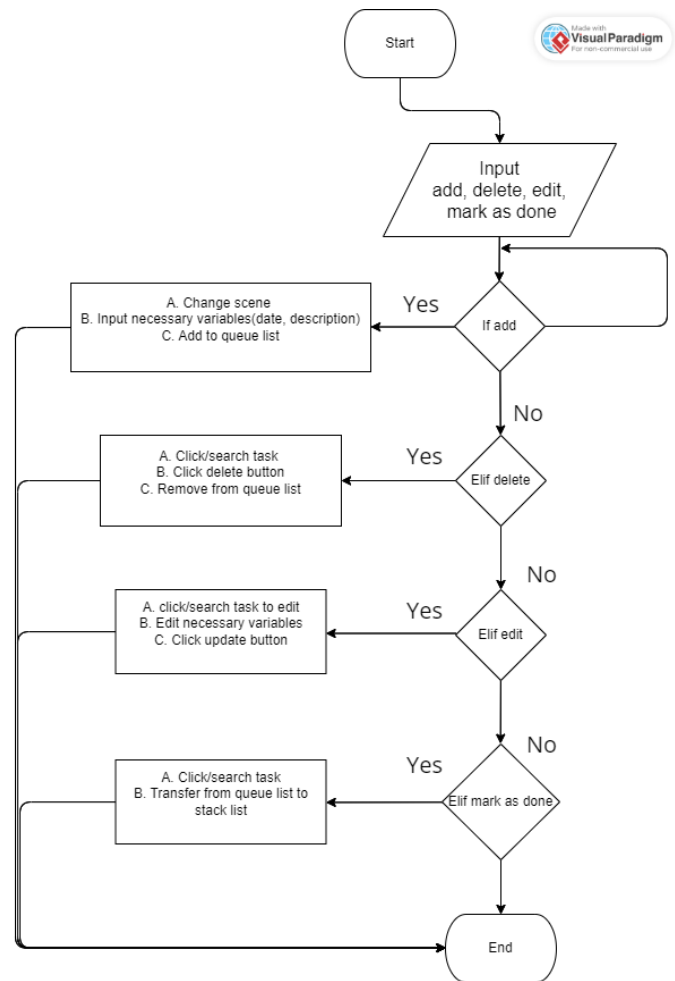 Made with
Visual Paradigm
For non-commercial use
Start
Input
add, delete, edit,
mark as done
If add
Yes
A. Change scene
B. Input necessary variables(date, description)
C. Add to queue list
No
Elif delete
Yes
A. Click/search task
B. Click delete button
C. Remove from queue list
No
Elif edit
Yes
A. click/search task to edit
B. Edit necessary variables
C. Click update button
No
Elif mark as done
Yes
A. Click/search task
B. Transfer from queue list to
stack list
End